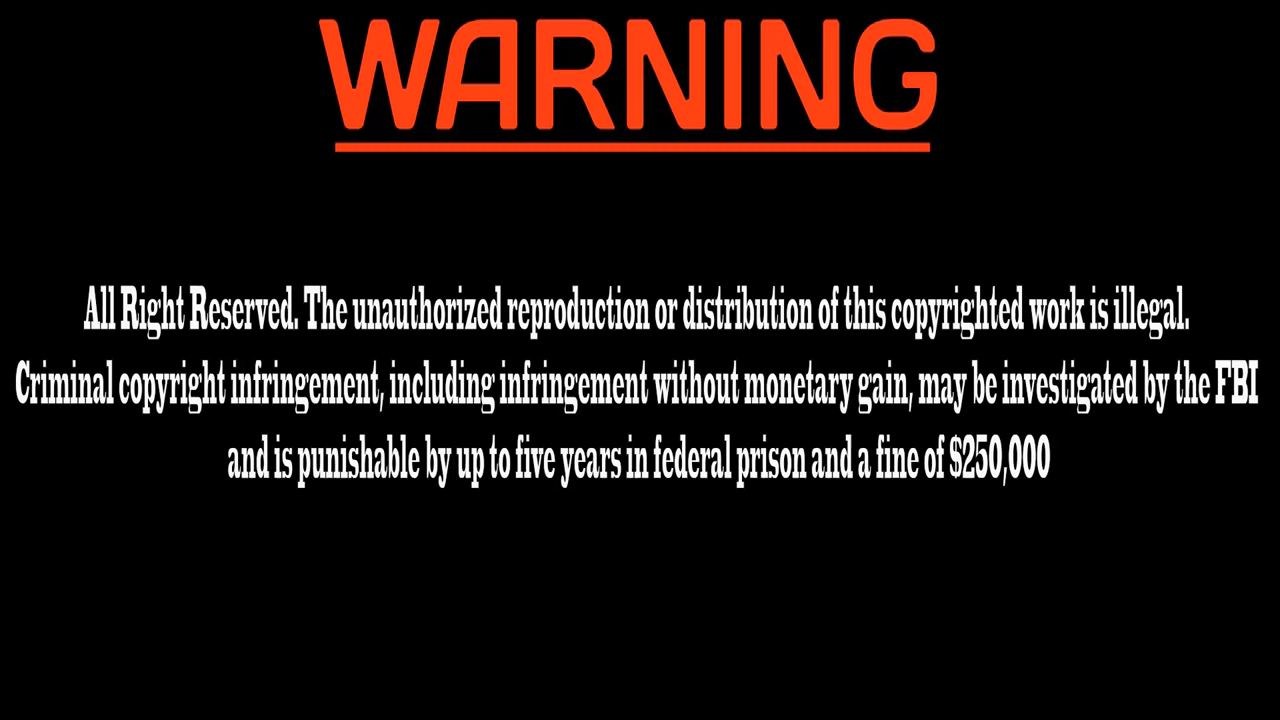 WARNING
All Right Reserved. The unauthorized reproduction or distribution of this copyrighted work is illegal.
Criminal copyright infringement, including infringement without monetary gain, may be investigated by the FBI
and is punishable by up to five years in federal prison and a fine of $250,000